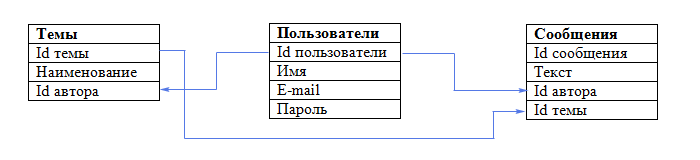 Темы
Id темы
Наименование
Id автора
Пользователи
Id пользователи
Имя
E-mail
Пароль
Сообщения
Id сообщения
Текст
Id автора
Id темы